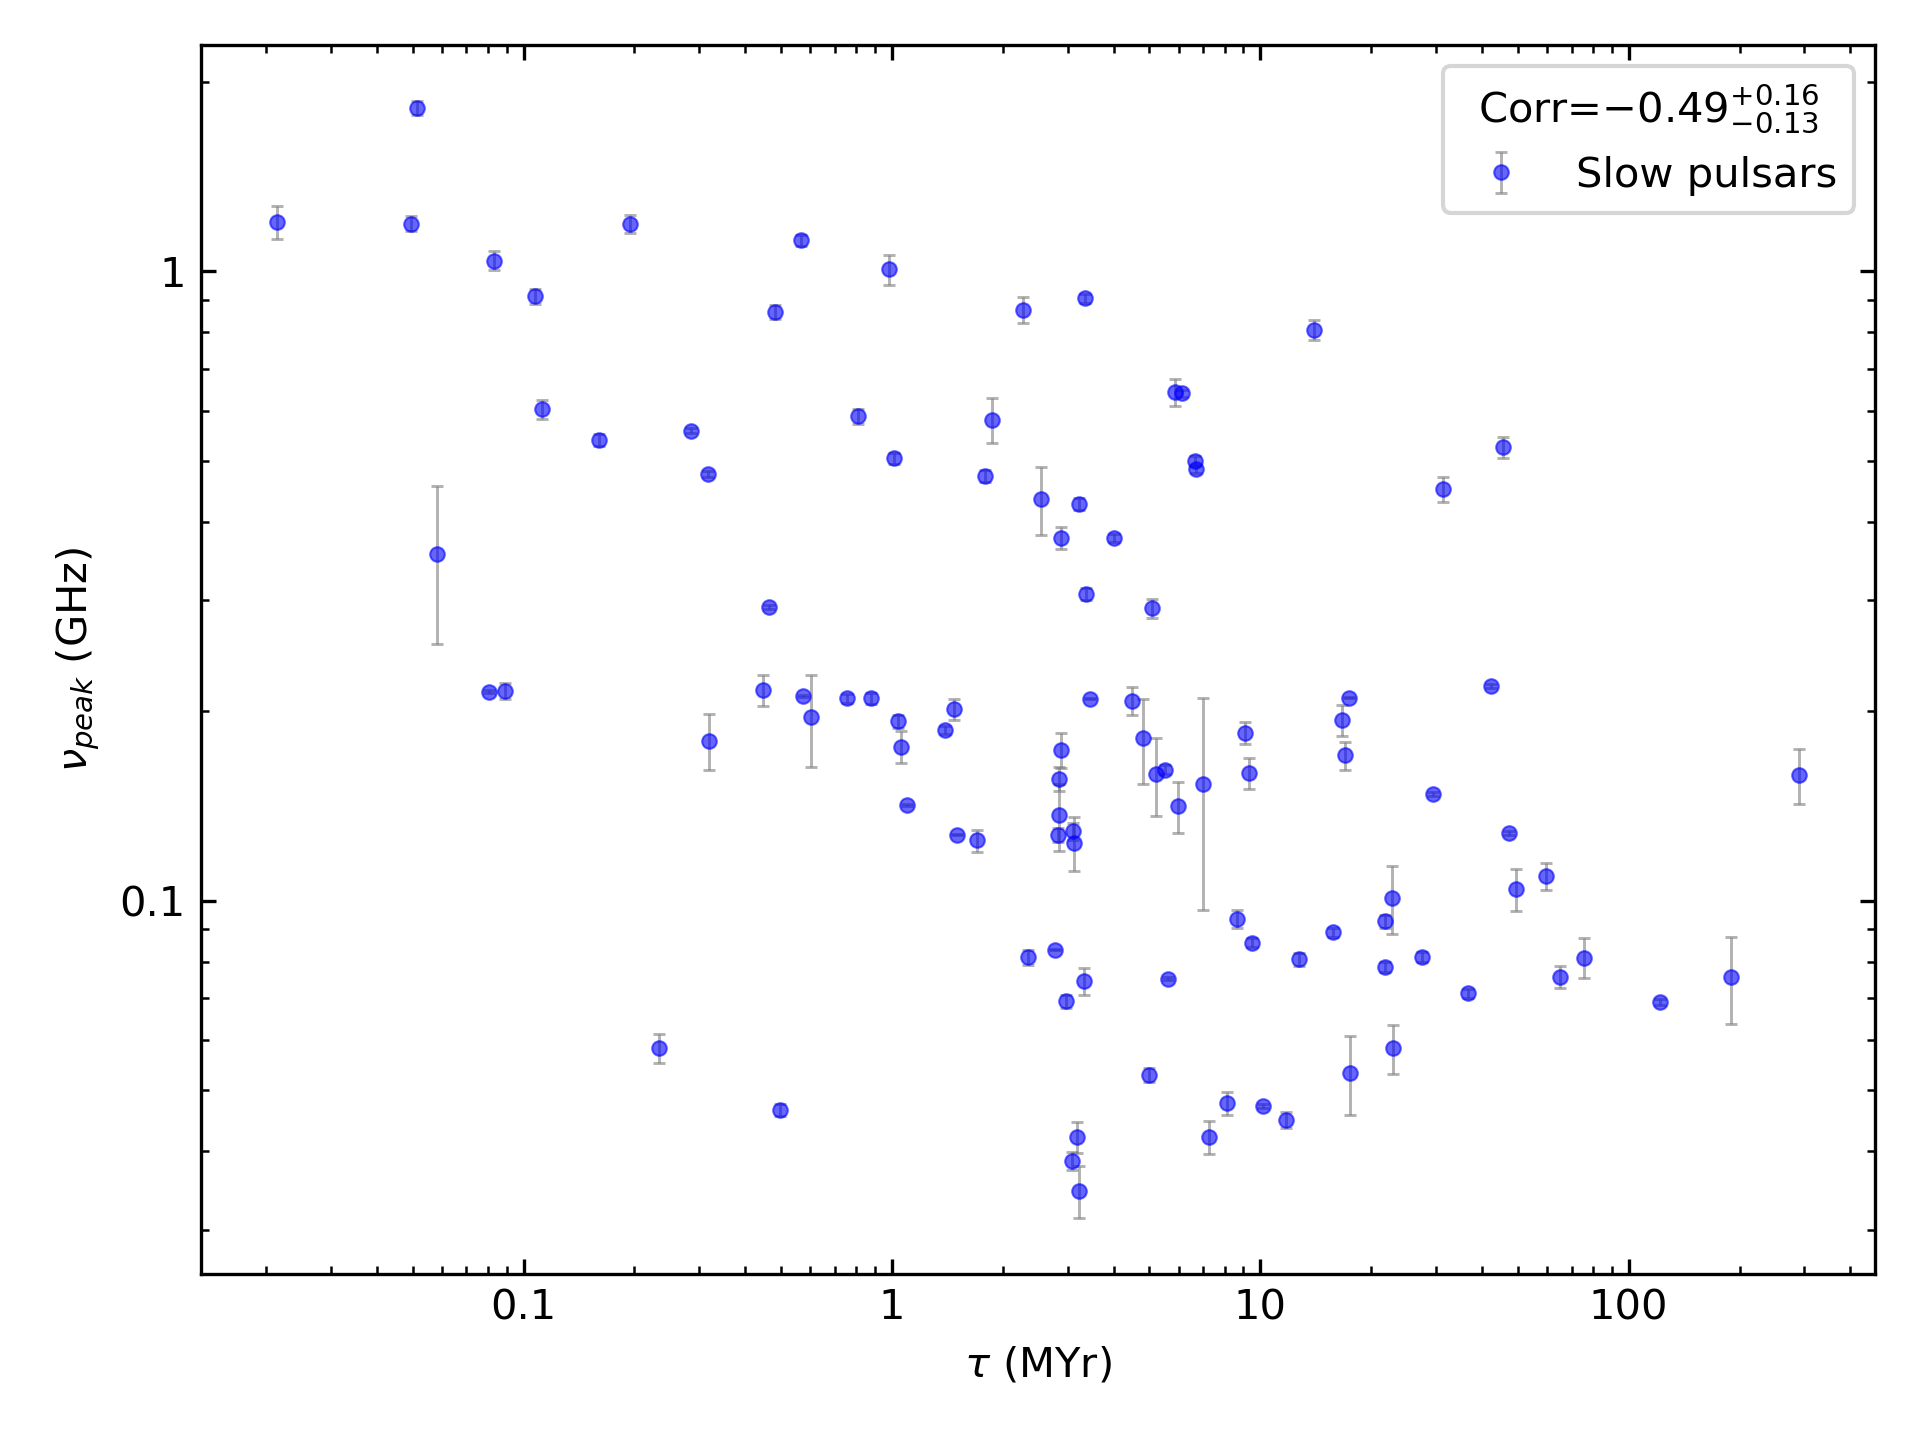 Corr=−0.49 +0.16 −0.13
Slow pulsars
1
0.1
ν_peak (GHz)
0.1 1 10 100
τ (MYr)